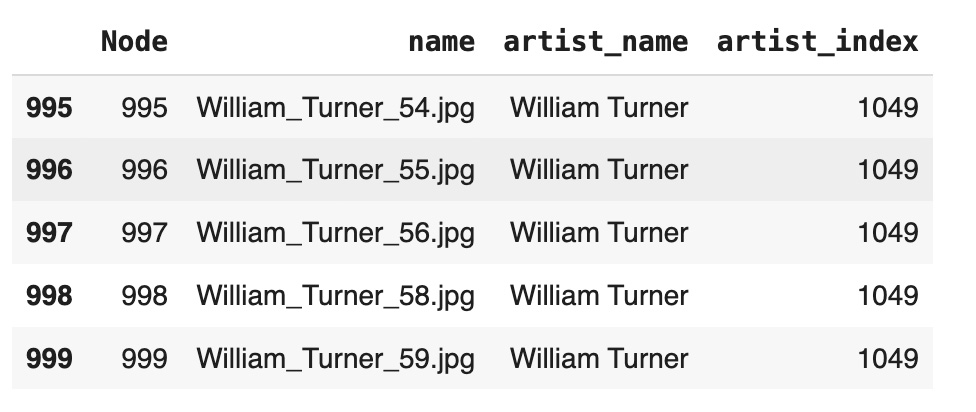 Node name artist_name artist_index
995 995 William_Turner_54.jpg William Turner 1049
996 996 William_Turner_55.jpg William Turner 1049
997 997 William_Turner_56.jpg William Turner 1049
998 998 William_Turner_58.jpg William Turner 1049
999 999 William_Turner_59.jpg William Turner 1049